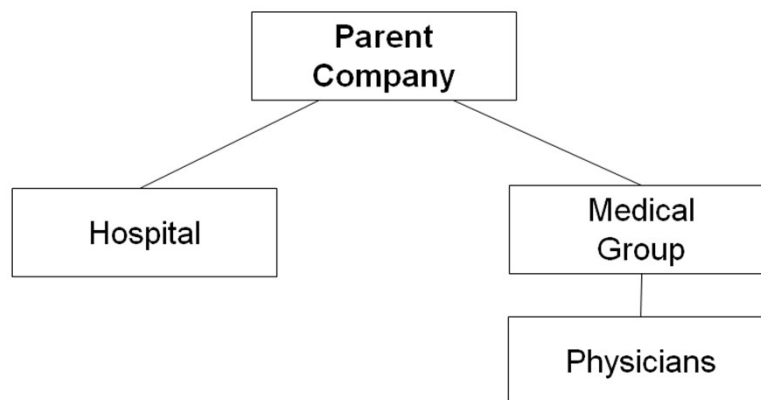 Parent
Company
Hospital
Medical
Group
Physicians